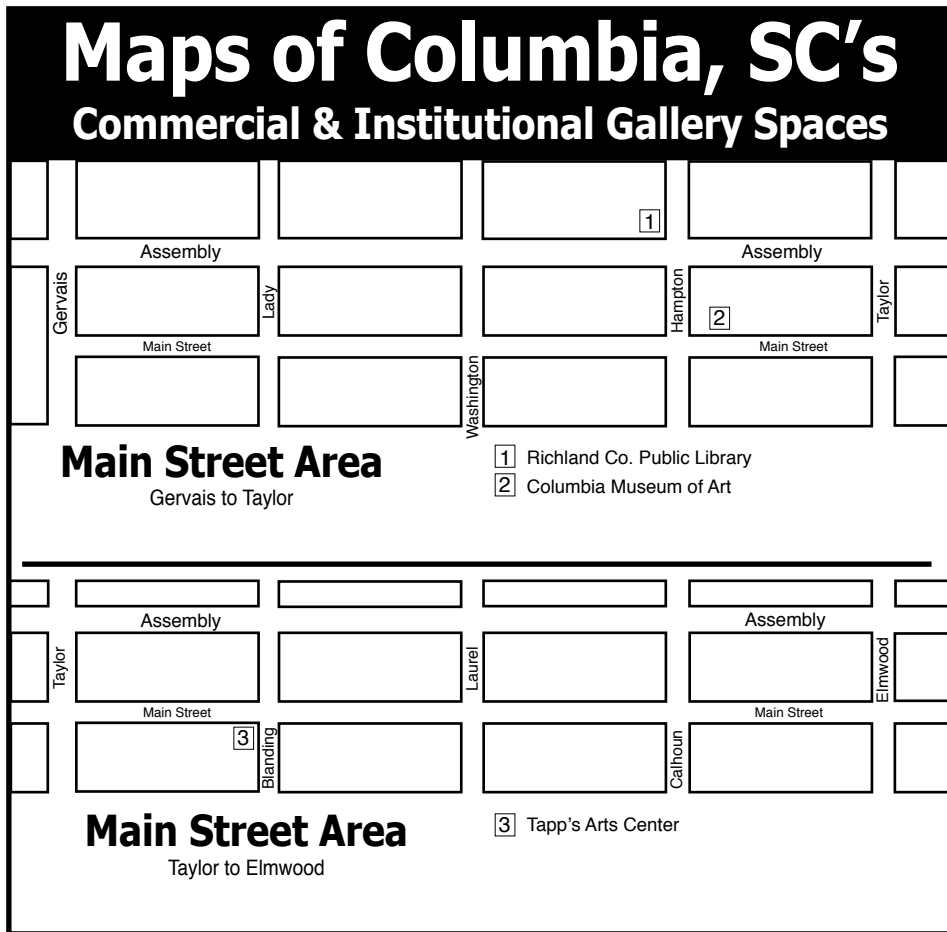 Maps of Columbia, SC’s
Commercial & Institutional Gallery Spaces
1
Assembly
Assembly
Gervais
Lady
Hampton
Taylor
2
Main Street
Main Street
Washington
Main Street Area
Gervais to Taylor
1 Richland Co. Public Library
2 Columbia Museum of Art
Assembly
Assembly
Taylor
Laurel
Elmwood
Main Street
Main Street
3
Blanding
Calhoun
Main Street Area
Taylor to Elmwood
3 Tapp’s Arts Center